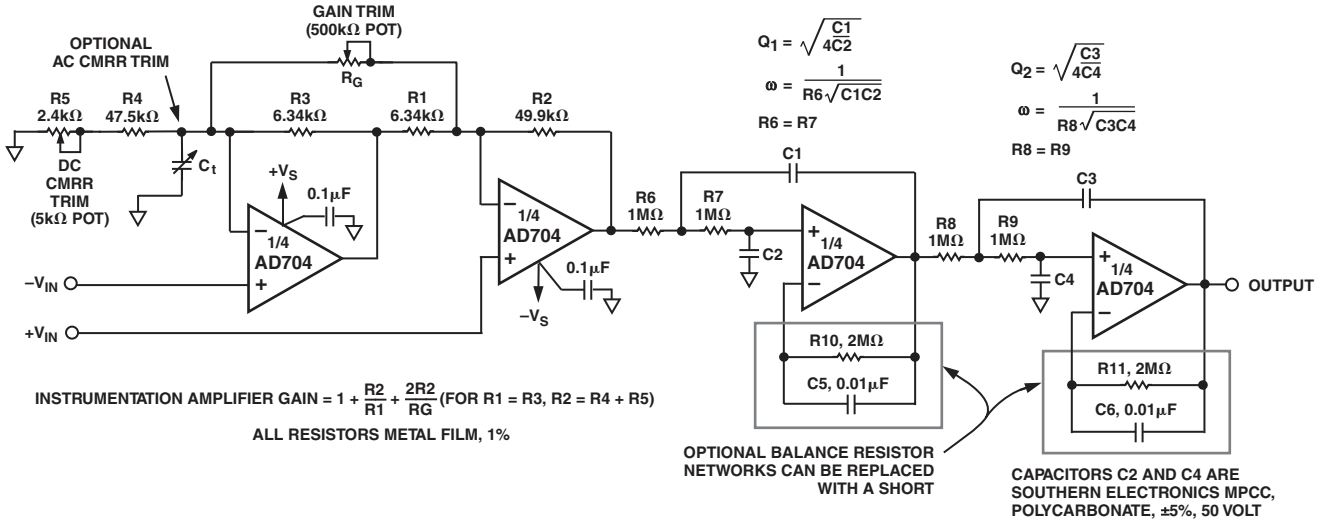 GAIN TRIM
(500kΩ POT)
RG
OPTIONAL
AC CMRR TRIM
R5
2.4kΩ
R4
47.5kΩ
R3
6.34kΩ
R1
6.34kΩ
R2
49.9kΩ
DC
CMRR
TRIM
(5kΩ POT)
Ct
+VS
0.1µF
−
1/4
AD704
+
−
1/4
AD704
+
0.1µF
−VS
−VIN
+VIN
R6
1MΩ
R7
1MΩ
C1
C2
+
1/4
AD704
−
R10, 2MΩ
C5, 0.01µF
Q1 = √C1/4C2
ω = 1/R6√C1C2
R6 = R7
Q2 = √C3/4C4
ω = 1/R8√C3C4
R8 = R9
R8
1MΩ
R9
1MΩ
C3
C4
+
1/4
AD704
−
OUTPUT
R11, 2MΩ
C6, 0.01µF
INSTRUMENTATION AMPLIFIER GAIN = 1 + R2/R1 + 2R2/RG (FOR R1 = R3, R2 = R4 + R5)
ALL RESISTORS METAL FILM, 1%
OPTIONAL BALANCE RESISTOR
NETWORKS CAN BE REPLACED
WITH A SHORT
CAPACITORS C2 AND C4 ARE
SOUTHERN ELECTRONICS MPCC,
POLYCARBONATE, ±5%, 50 VOLT